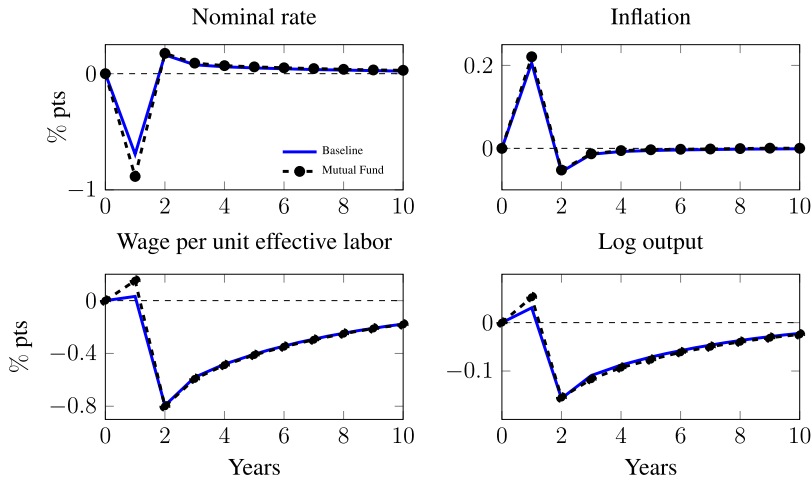 Nominal rate
Inflation
% pts
0
−1
0 2 4 6 8 10
Baseline
Mutual Fund
0.2
0
0 2 4 6 8 10
Wage per unit effective labor
Log output
% pts
0
−0.4
−0.8
0 2 4 6 8 10
Years
0
−0.1
0 2 4 6 8 10
Years